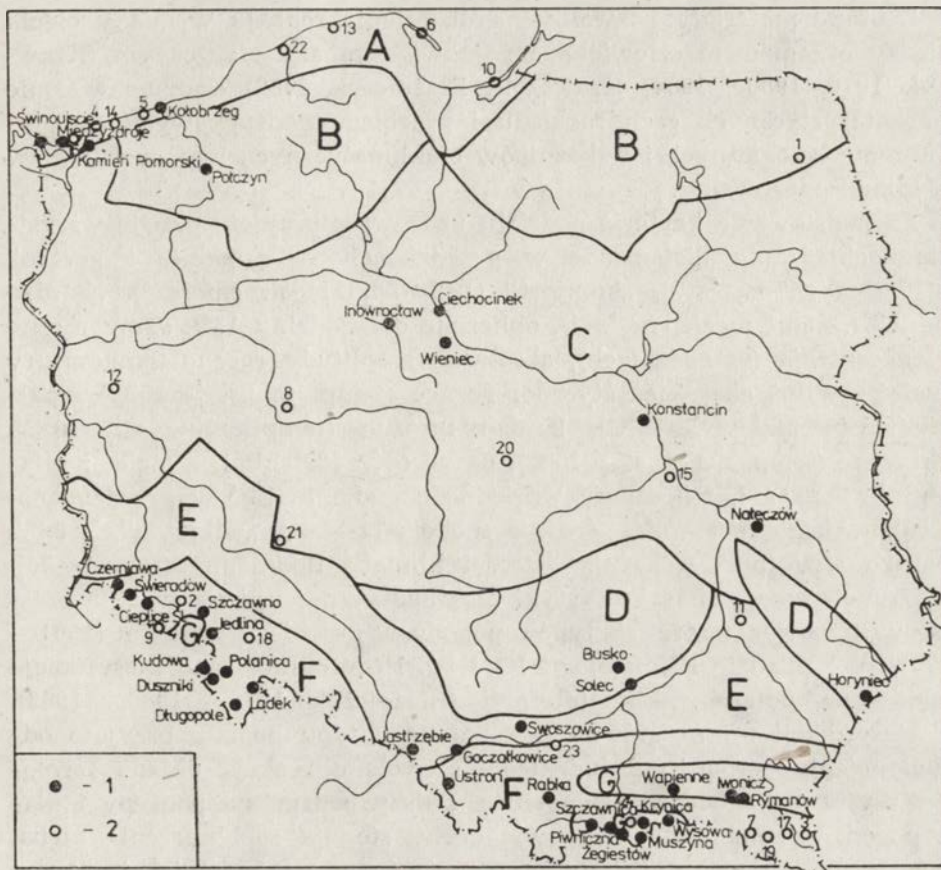 13
6
22
A
10
14
5
Kołobrzeg
Świnoujście
4
Międzyzdroje
Kamień Pomorski
B
B
1
Połczyn
Ciechocinek
Inowrocław
C
Wieniec
12
8
Konstancin
20
15
Nałęczów
E
21
Czerniawa
Świeradów
2
Szczawno
Cieplice Śl.
Jedlina
9
G
18
D
11
D
Kudowa
Polanica
F
Busko
Duszniki
Solec
E
Horyniec
Długopole
Lądek
Swoszowice
Jastrzębie
Goczałkowice
23
Ustroń
F
Rabka
G
Wapienne
Iwonicz
Rymanów
Szczawnica
Krynica
Wysowa
7
17
Piwniczna
Muszyna
19
Żegiestów
- 1
- 2